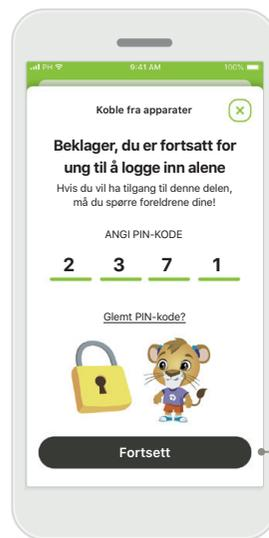 PH 9:41 AM 100%
Koble fra apparater
Beklager, du er fortsatt for
ung til å logge inn alene
Hvis du vil ha tilgang til denne delen,
må du spørre foreldrene dine!
ANGI PIN-KODE
2 3 7 1
Glemt PIN-kode?
Fortsett